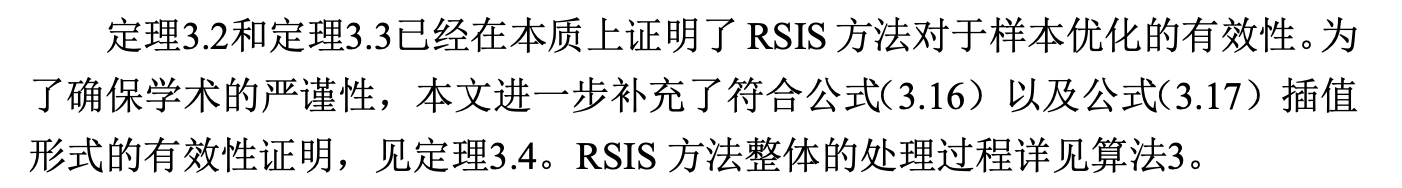 定理3.2和定理3.3已经在本质上证明了 RSIS 方法对于样本优化的有效性。为
了确保学术的严谨性，本文进一步补充了符合公式（3.16）以及公式（3.17）插值
形式的有效性证明，见定理3.4。RSIS 方法整体的处理过程详见算法3。